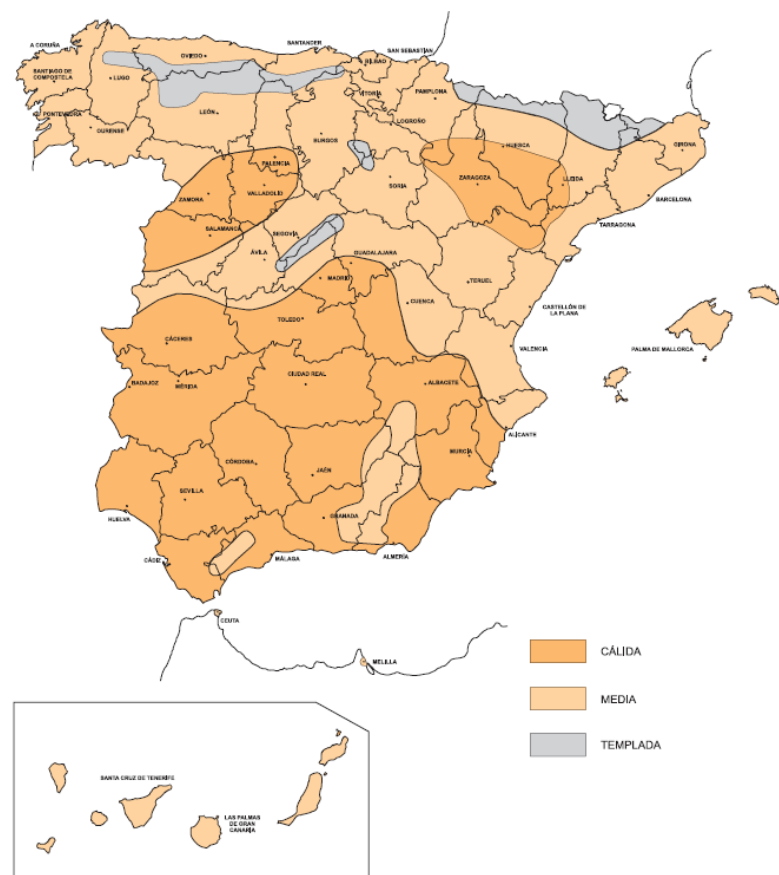 A CORUÑA
OVIEDO
SANTANDER
SAN SEBASTIÁN
BILBAO
SANTIAGO DE
COMPOSTELA
LUGO
VITORIA
PAMPLONA
LEÓN
PONTEVEDRA
LOGROÑO
OURENSE
BURGOS
HUESCA
GIRONA
PALENCIA
ZAMORA
VALLADOLID
SORIA
ZARAGOZA
LLEIDA
BARCELONA
SALAMANCA
SEGOVIA
TARRAGONA
ÁVILA
GUADALAJARA
MADRID
TERUEL
CUENCA
CASTELLÓN DE
LA PLANA
TOLEDO
CÁCERES
VALENCIA
PALMA DE MALLORCA
CIUDAD REAL
BADAJOZ
MÉRIDA
ALBACETE
ALICANTE
MURCIA
CÓRDOBA
JAÉN
SEVILLA
HUELVA
GRANADA
CÁDIZ
MÁLAGA
ALMERÍA
CEUTA
MELILLA
CÁLIDA
MEDIA
TEMPLADA
SANTA CRUZ DE TENERIFE
LAS PALMAS
DE GRAN
CANARIA